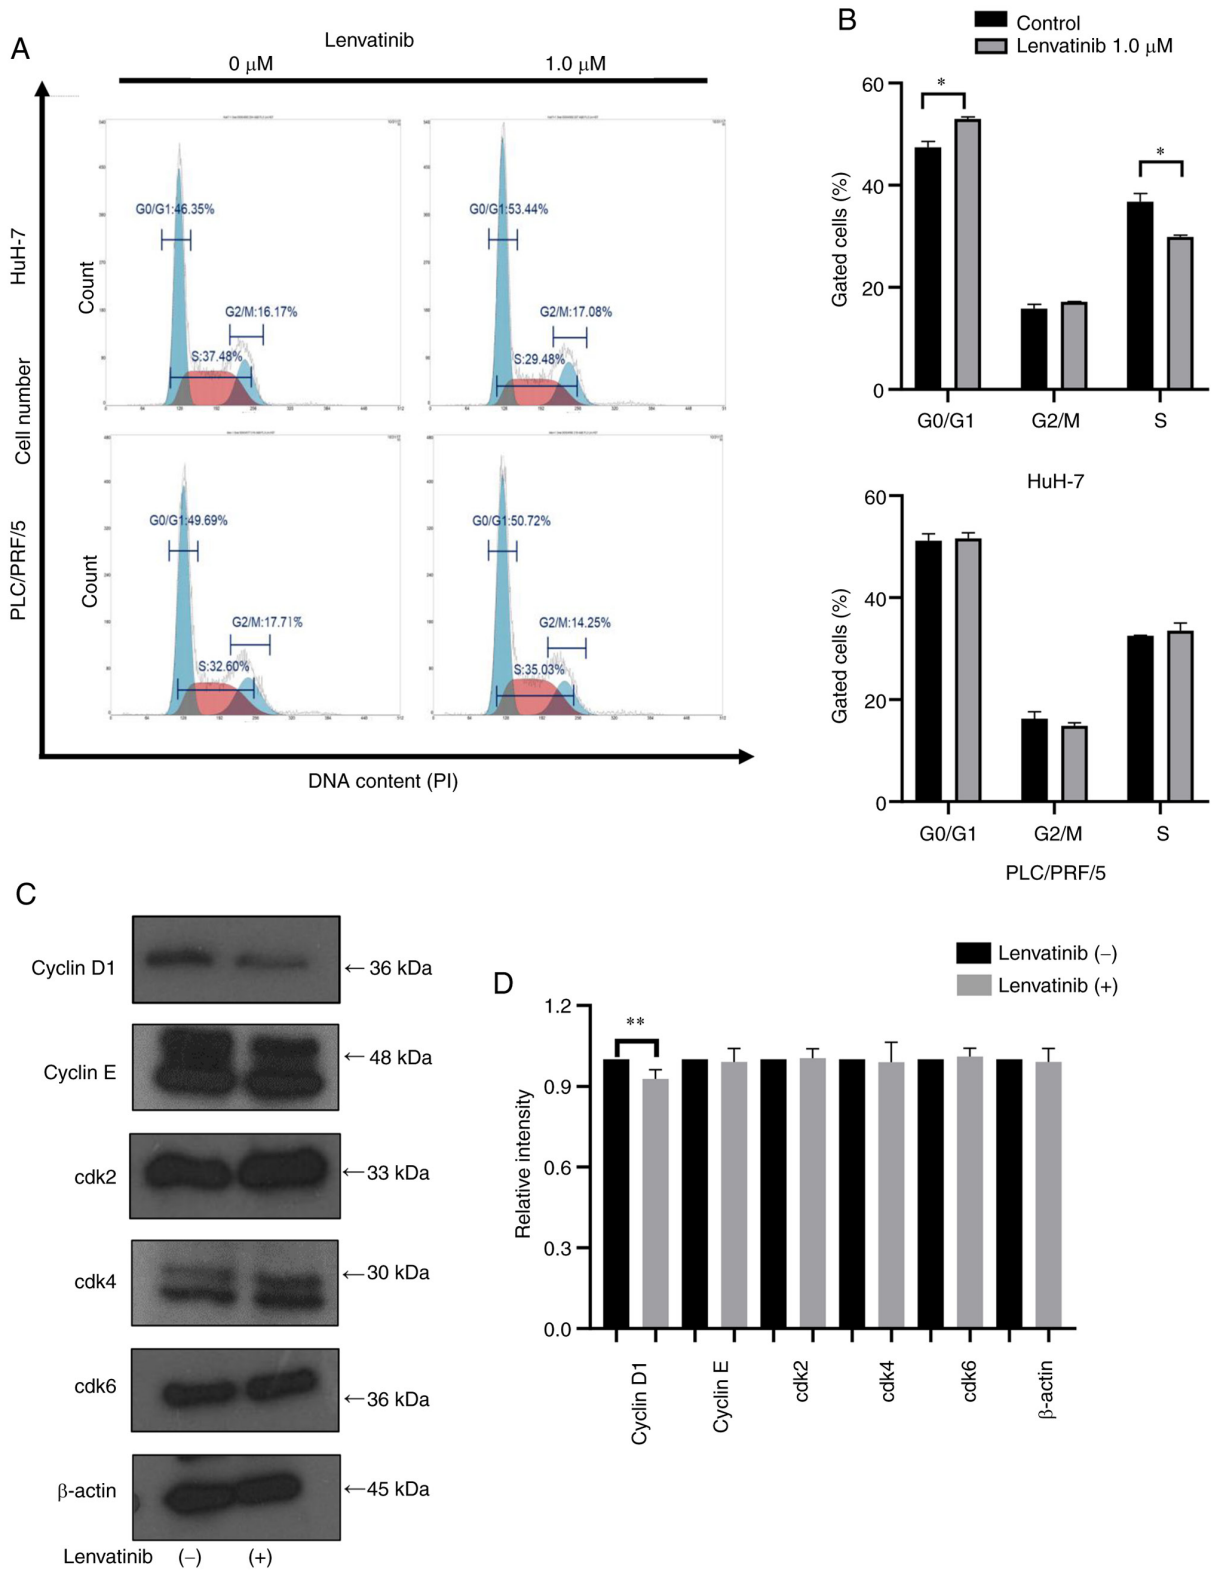 A
Lenvatinib
0 μM
1.0 μM
HuH-7
Cell number
PLC/PRF/5
Count
G0/G1:46.35%
G2/M:16.17%
S:37.48%
G0/G1:53.44%
G2/M:17.08%
S:29.48%
Count
G0/G1:49.69%
G2/M:17.71%
S:32.60%
G0/G1:50.72%
G2/M:14.25%
S:35.03%
DNA content (PI)
B
Control
Lenvatinib 1.0 μM
Gated cells (%)
60
40
20
0
*
*
G0/G1 G2/M S
HuH-7
Gated cells (%)
60
40
20
0
G0/G1 G2/M S
PLC/PRF/5
C
Cyclin D1 ←36 kDa
Cyclin E ←48 kDa
cdk2 ←33 kDa
cdk4 ←30 kDa
cdk6 ←36 kDa
β-actin ←45 kDa
Lenvatinib (−) (+)
D
Lenvatinib (−)
Lenvatinib (+)
Relative intensity
1.2
0.9
0.6
0.3
0.0
**
Cyclin D1
Cyclin E
cdk2
cdk4
cdk6
β-actin